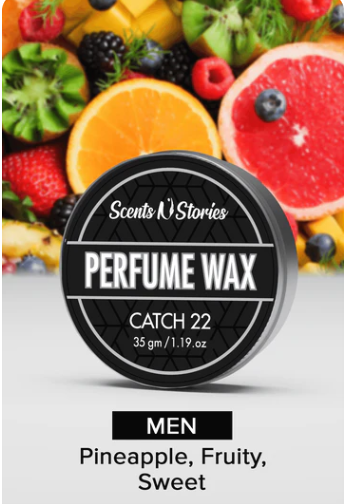 Scents N Stories
PERFUME WAX
CATCH 22
35 gm / 1.19.oz
MEN
Pineapple, Fruity,
Sweet